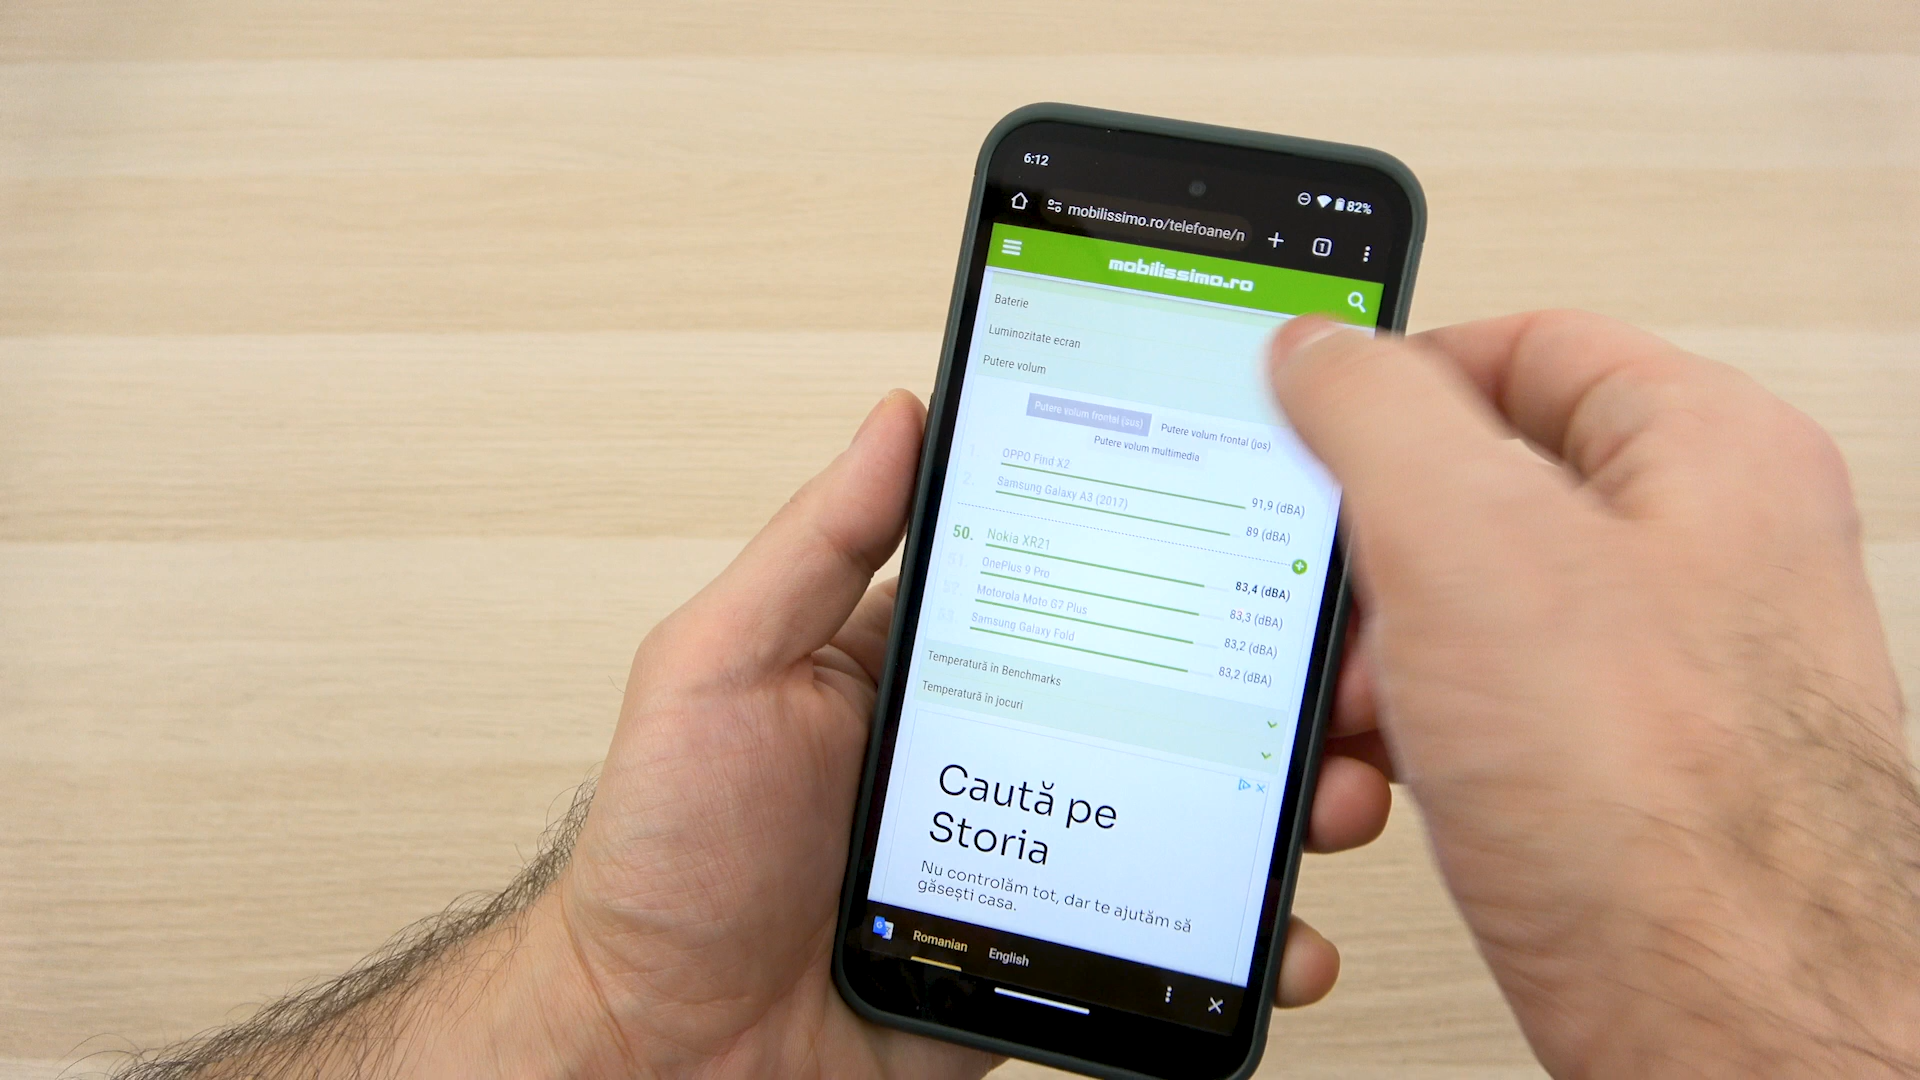 6:12
82%
mobilissimo.ro/telefoane/n
1
mobilissimo.ro
Baterie
Luminozitate ecran
Putere volum
Putere volum frontal (sus)
Putere volum frontal (jos)
Putere volum multimedia
1. OPPO Find X2 91,9 (dBA)
2. Samsung Galaxy A3 (2017) 89 (dBA)
50. Nokia XR21 83,4 (dBA)
51. OnePlus 9 Pro 83,3 (dBA)
52. Motorola Moto G7 Plus 83,2 (dBA)
53. Samsung Galaxy Fold 83,2 (dBA)
Temperatură în Benchmarks
Temperatură în jocuri
Caută pe
Storia
Nu controlăm tot, dar te ajutăm să
găsești casa.
Romanian English